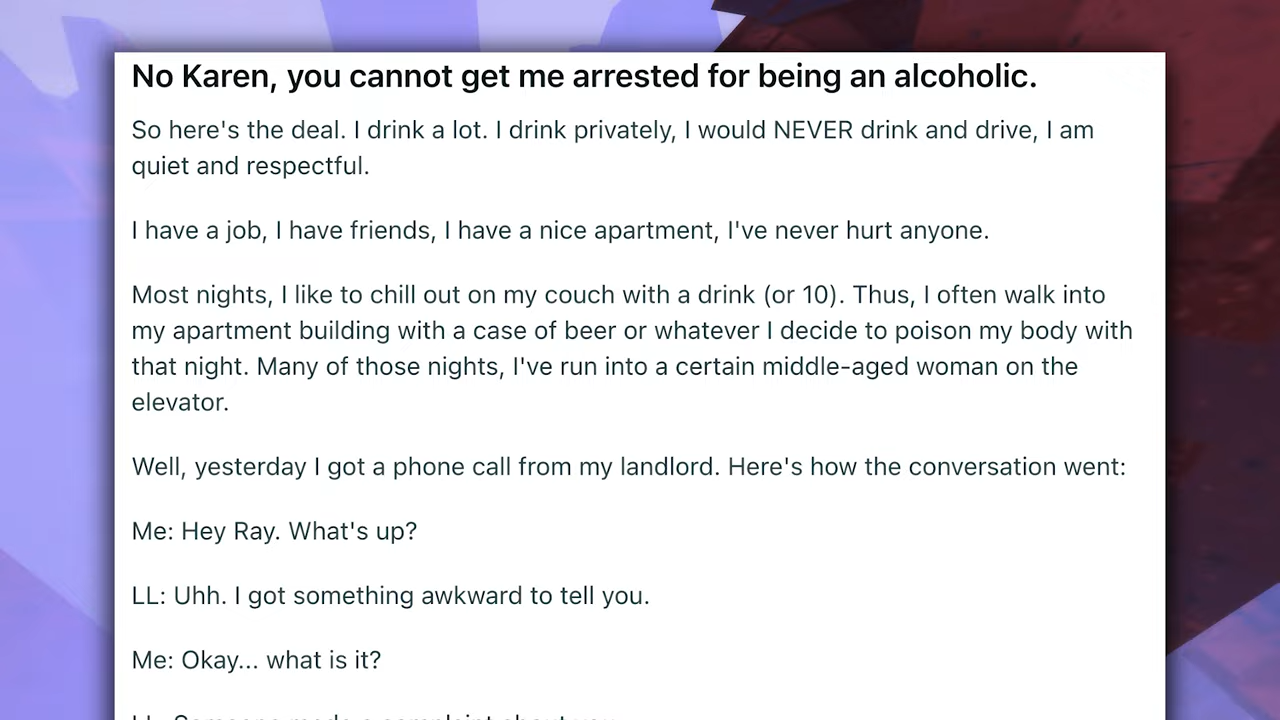 No Karen, you cannot get me arrested for being an alcoholic.
So here's the deal. I drink a lot. I drink privately, I would NEVER drink and drive, I am
quiet and respectful.
I have a job, I have friends, I have a nice apartment, I've never hurt anyone.
Most nights, I like to chill out on my couch with a drink (or 10). Thus, I often walk into
my apartment building with a case of beer or whatever I decide to poison my body with
that night. Many of those nights, I've run into a certain middle-aged woman on the
elevator.
Well, yesterday I got a phone call from my landlord. Here's how the conversation went:
Me: Hey Ray. What's up?
LL: Uhh. I got something awkward to tell you.
Me: Okay... what is it?